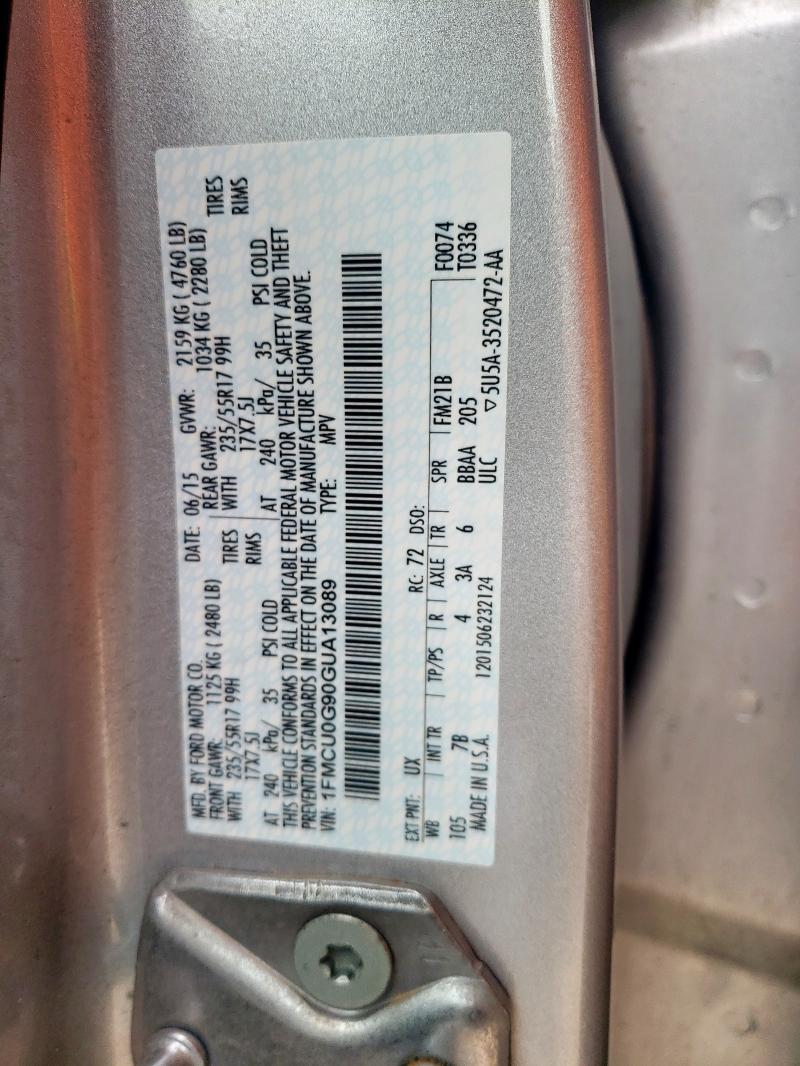 MFD. BY FORD MOTOR CO.
DATE: 06/15 GVWR: 2159 KG ( 4760 LB)
FRONT GAWR: 1125 KG ( 2480 LB) REAR GAWR: 1034 KG ( 2280 LB)
WITH 235/55R17 99H TIRES WITH 235/55R17 99H TIRES
17X7.5J RIMS 17X7.5J RIMS
AT 240 kPa/ 35 PSI COLD AT 240 kPa/ 35 PSI COLD
THIS VEHICLE CONFORMS TO ALL APPLICABLE FEDERAL MOTOR VEHICLE SAFETY AND THEFT
PREVENTION STANDARDS IN EFFECT ON THE DATE OF MANUFACTURE SHOWN ABOVE.
VIN: 1FMCU0G90GUA13089 TYPE: MPV
EXT PNT: UX RC: 72 DSO:
WB INT TR TP/PS R AXLE TR SPR FM21B F0074
105 7B 4 3A 6 BBAA 205 T0336
MADE IN U.S.A. 1201506232124 ULC ▽5U5A-3520472-AA